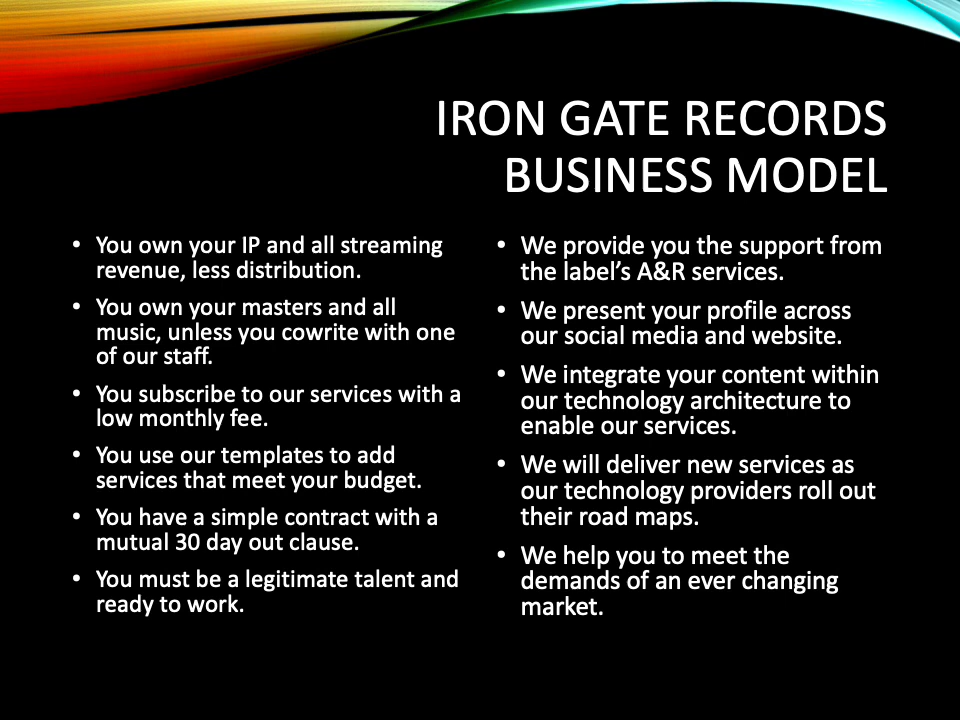 IRON GATE RECORDS
BUSINESS MODEL
• You own your IP and all streaming
revenue, less distribution.
• You own your masters and all
music, unless you cowrite with one
of our staff.
• You subscribe to our services with a
low monthly fee.
• You use our templates to add
services that meet your budget.
• You have a simple contract with a
mutual 30 day out clause.
• You must be a legitimate talent and
ready to work.
• We provide you the support from
the label’s A&R services.
• We present your profile across
our social media and website.
• We integrate your content within
our technology architecture to
enable our services.
• We will deliver new services as
our technology providers roll out
their road maps.
• We help you to meet the
demands of an ever changing
market.